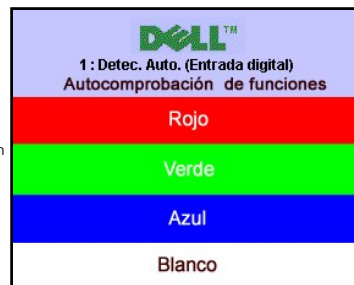 DELL™
1 : Detec. Auto. (Entrada digital)
Autocomprobación de funciones
Rojo
n
Verde
Azul
Blanco